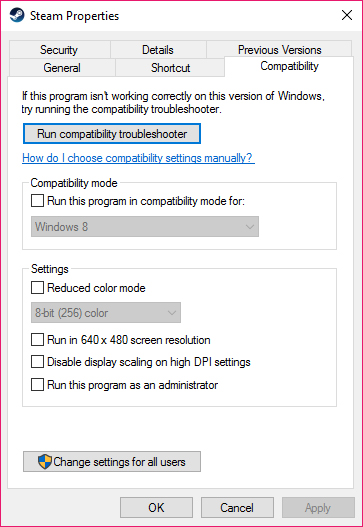 Steam Properties
Security
Details
Previous Versions
General
Shortcut
Compatibility
If this program isn't working correctly on this version of Windows,
try running the compatibility troubleshooter.
Run compatibility troubleshooter
How do I choose compatibility settings manually?
Compatibility mode
Run this program in compatibility mode for:
Windows 8
Settings
Reduced color mode
8-bit (256) color
Run in 640 x 480 screen resolution
Disable display scaling on high DPI settings
Run this program as an administrator
Change settings for all users
OK
Cancel
Apply